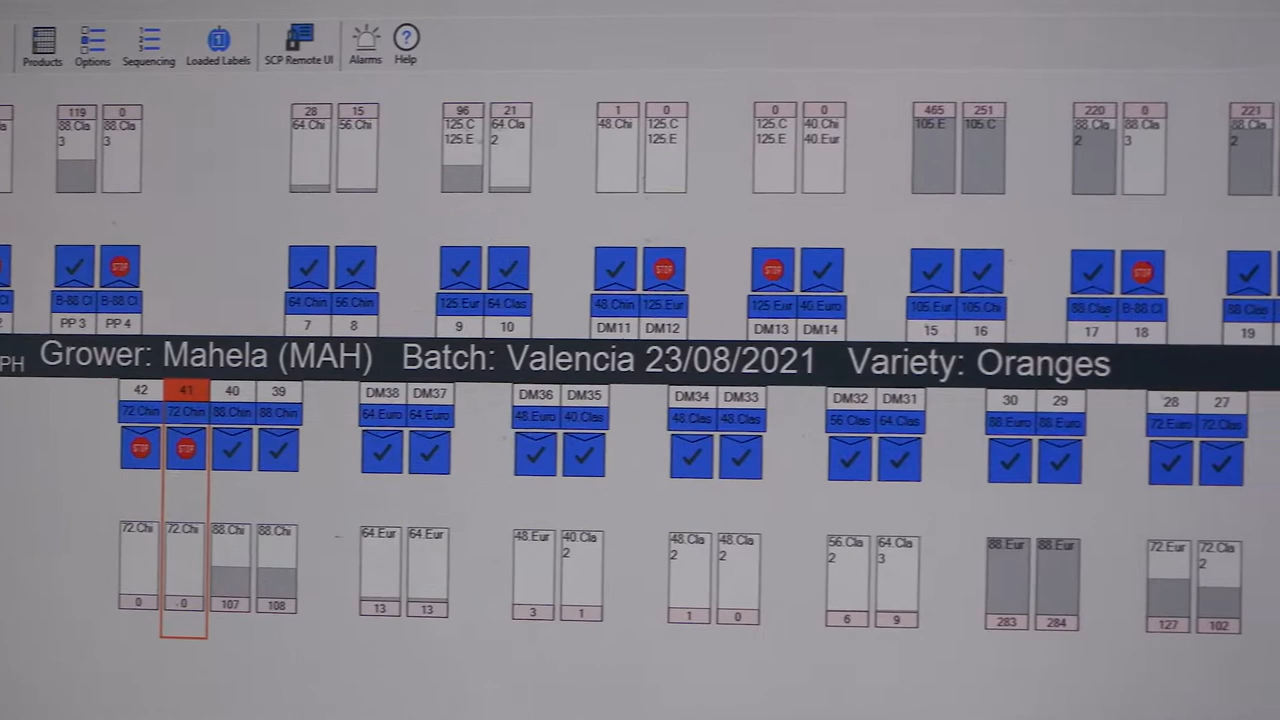 Products Options Sequencing Loaded Labels SCP Remote UI Alarms Help
119 0 28 15 96 21 1 0 0 0 465 251 220 0 221
88.Cla 88.Cla 64.Chi 56.Chi 125.C 64.Cla 48.Chi 125.C 125.C 40.Chi 105 E 105 C 88.Cla 88.Cla 88.Cla
3 125.E 2 125.E 125.E 40.Eur 2 3 2
STOP STOP STOP STOP
B-88 Cl B-88 Cl 64.Chin 56.Chin 125.Eur 64.Clas 48.Chin 125.Eur 125.Eur 40.Euro 105.Eur 105.Chi 88.Clas B-88.Cl 88.Clas
PP 3 PP 4 7 8 9 10 DM11 DM12 DM13 DM14 15 16 17 18 19
PH Grower: Mahela (MAH) Batch: Valencia 23/08/2021 Variety: Oranges
42 41 40 39 DM38 DM37 DM36 DM35 DM34 DM33 DM32 DM31 30 29 28 27
72.Chin 72.Chin 88.Chin 88.Chin 64.Euro 64.Euro 48.Euro 40.Clas 48.Clas 48.Clas 56.Clas 64.Clas 88.Euro 88.Euro 72.Euro 72.Clas
STOP STOP
72.Chi 72.Chi 88.Chi 88.Chi 64.Eur 64.Eur 48.Eur 40.Cla 48.Cla 48.Cla 56.Cla 64.Cla 88.Eur 88.Eur 72.Eur 72.Cla
2 2 2 2 3 2
0 0 107 108 13 13 3 1 1 0 6 9 283 284 127 102